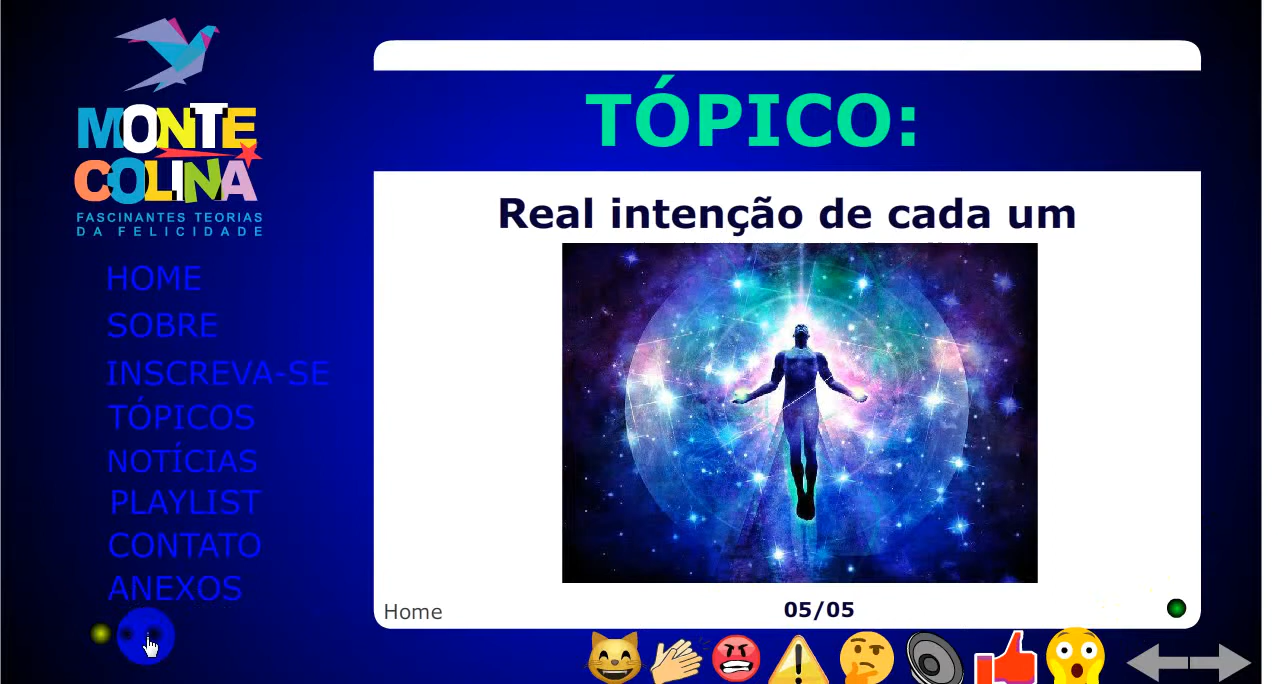 MONTE
COLINA
FASCINANTES TEORIAS
DA FELICIDADE
HOME
SOBRE
INSCREVA-SE
TÓPICOS
NOTÍCIAS
PLAYLIST
CONTATO
ANEXOS
TÓPICO:
Real intenção de cada um
Home
05/05